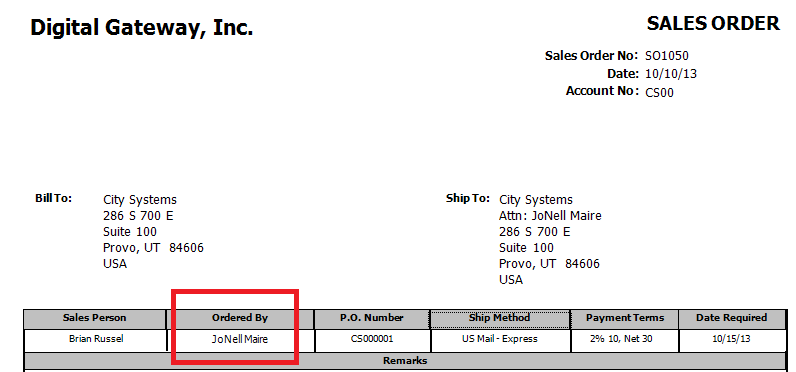 Digital Gateway, Inc.
SALES ORDER
Sales Order No: SO1050
Date: 10/10/13
Account No: CS00
Bill To: City Systems
286 S 700 E
Suite 100
Provo, UT 84606
USA
Ship To: City Systems
Attn: JoNell Maire
286 S 700 E
Suite 100
Provo, UT 84606
USA
Sales Person Ordered By P.O. Number Ship Method Payment Terms Date Required
Brian Russel JoNell Maire CS000001 US Mail - Express 2% 10, Net 30 10/15/13
Remarks